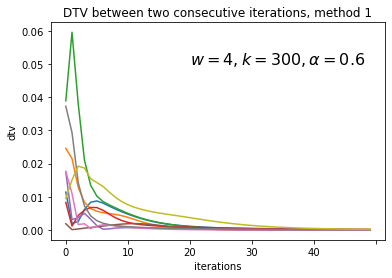 DTV between two consecutive iterations, method 1
w = 4, k = 300, α = 0.6
dtv
0.06
0.05
0.04
0.03
0.02
0.01
0.00
0 10 20 30 40
iterations